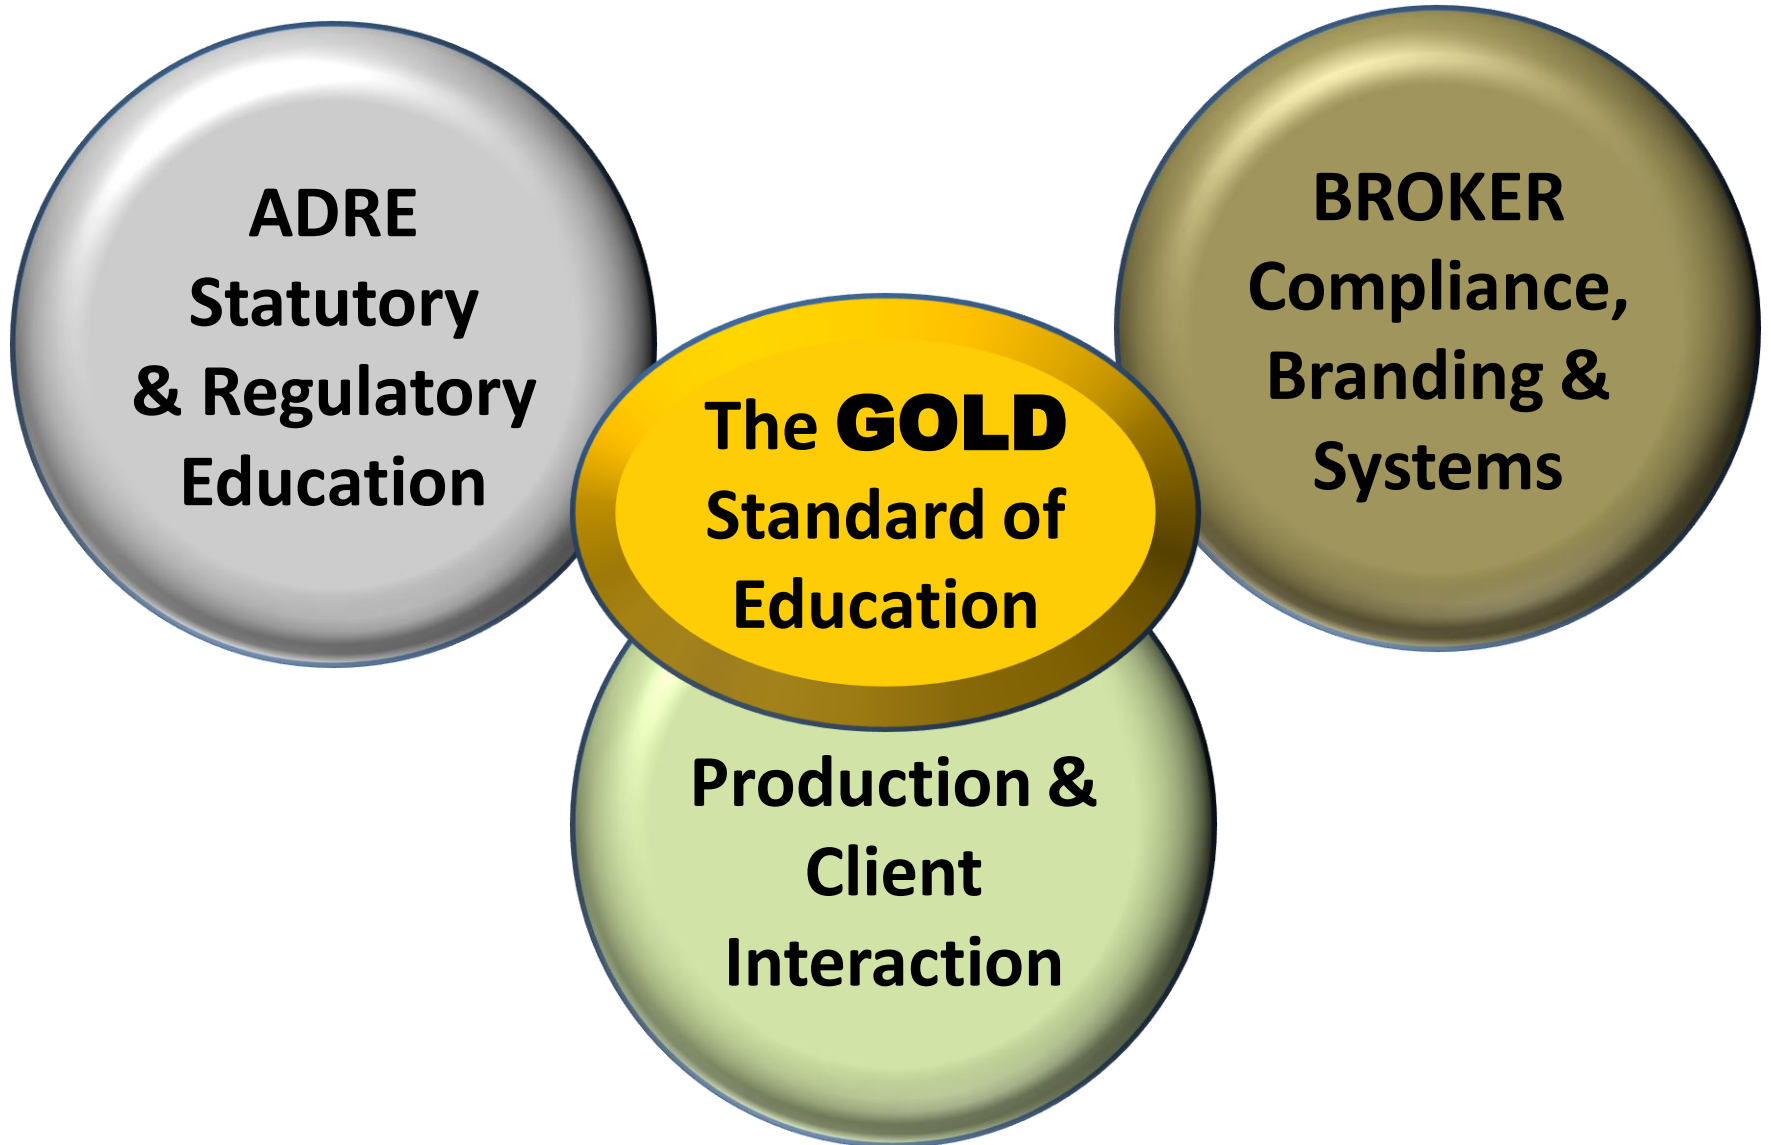 ADRE
Statutory
& Regulatory
Education
BROKER
Compliance,
Branding &
Systems
The GOLD
Standard of
Education
Production &
Client
Interaction